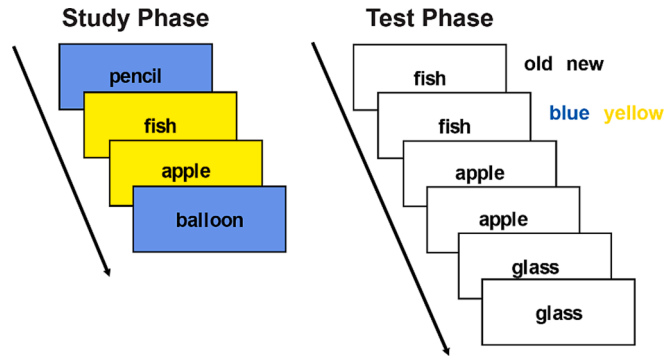 Study Phase
pencil
fish
apple
balloon
Test Phase
fish
old new
fish
blue yellow
apple
apple
glass
glass